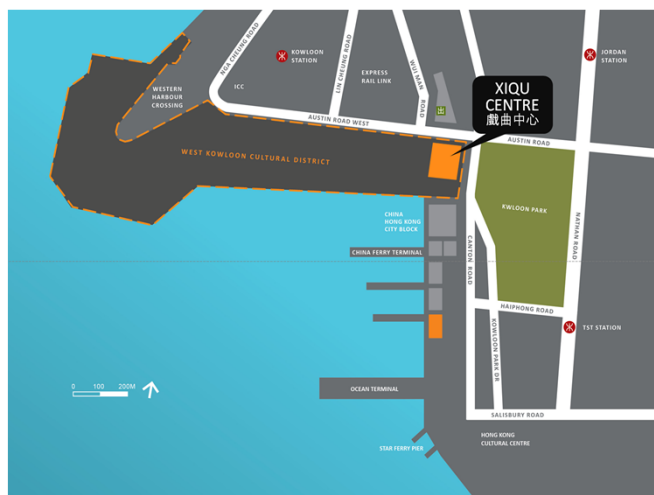 NGA CHEUNG ROAD
KOWLOON
STATION
LIN CHEUNG ROAD
EXPRESS
RAIL LINK
WUI MAN
ROAD
JORDAN
STATION
WESTERN
HARBOUR
CROSSING
ICC
XIQU
CENTRE
戲曲中心
AUSTIN ROAD WEST
AUSTIN ROAD
WEST KOWLOON CULTURAL DISTRICT
KWLOON PARK
NATHAN ROAD
CHINA
HONG KONG
CITY BLOCK
CHINA FERRY TERMINAL
CANTON ROAD
HAIPHONG ROAD
KOWLOON PARK DR
TST STATION
0 100 200M
OCEAN TERMINAL
SALISBURY ROAD
STAR FERRY PIER
HONG KONG
CULTURAL CENTRE